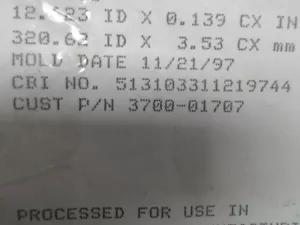 ID X 0.139 CX IN
320.62 ID X 3.53 CX mm
MOLD DATE 11/21/97
CBI NO. 513103311219744
CUST P/N 3700-01707
PROCESSED FOR USE IN